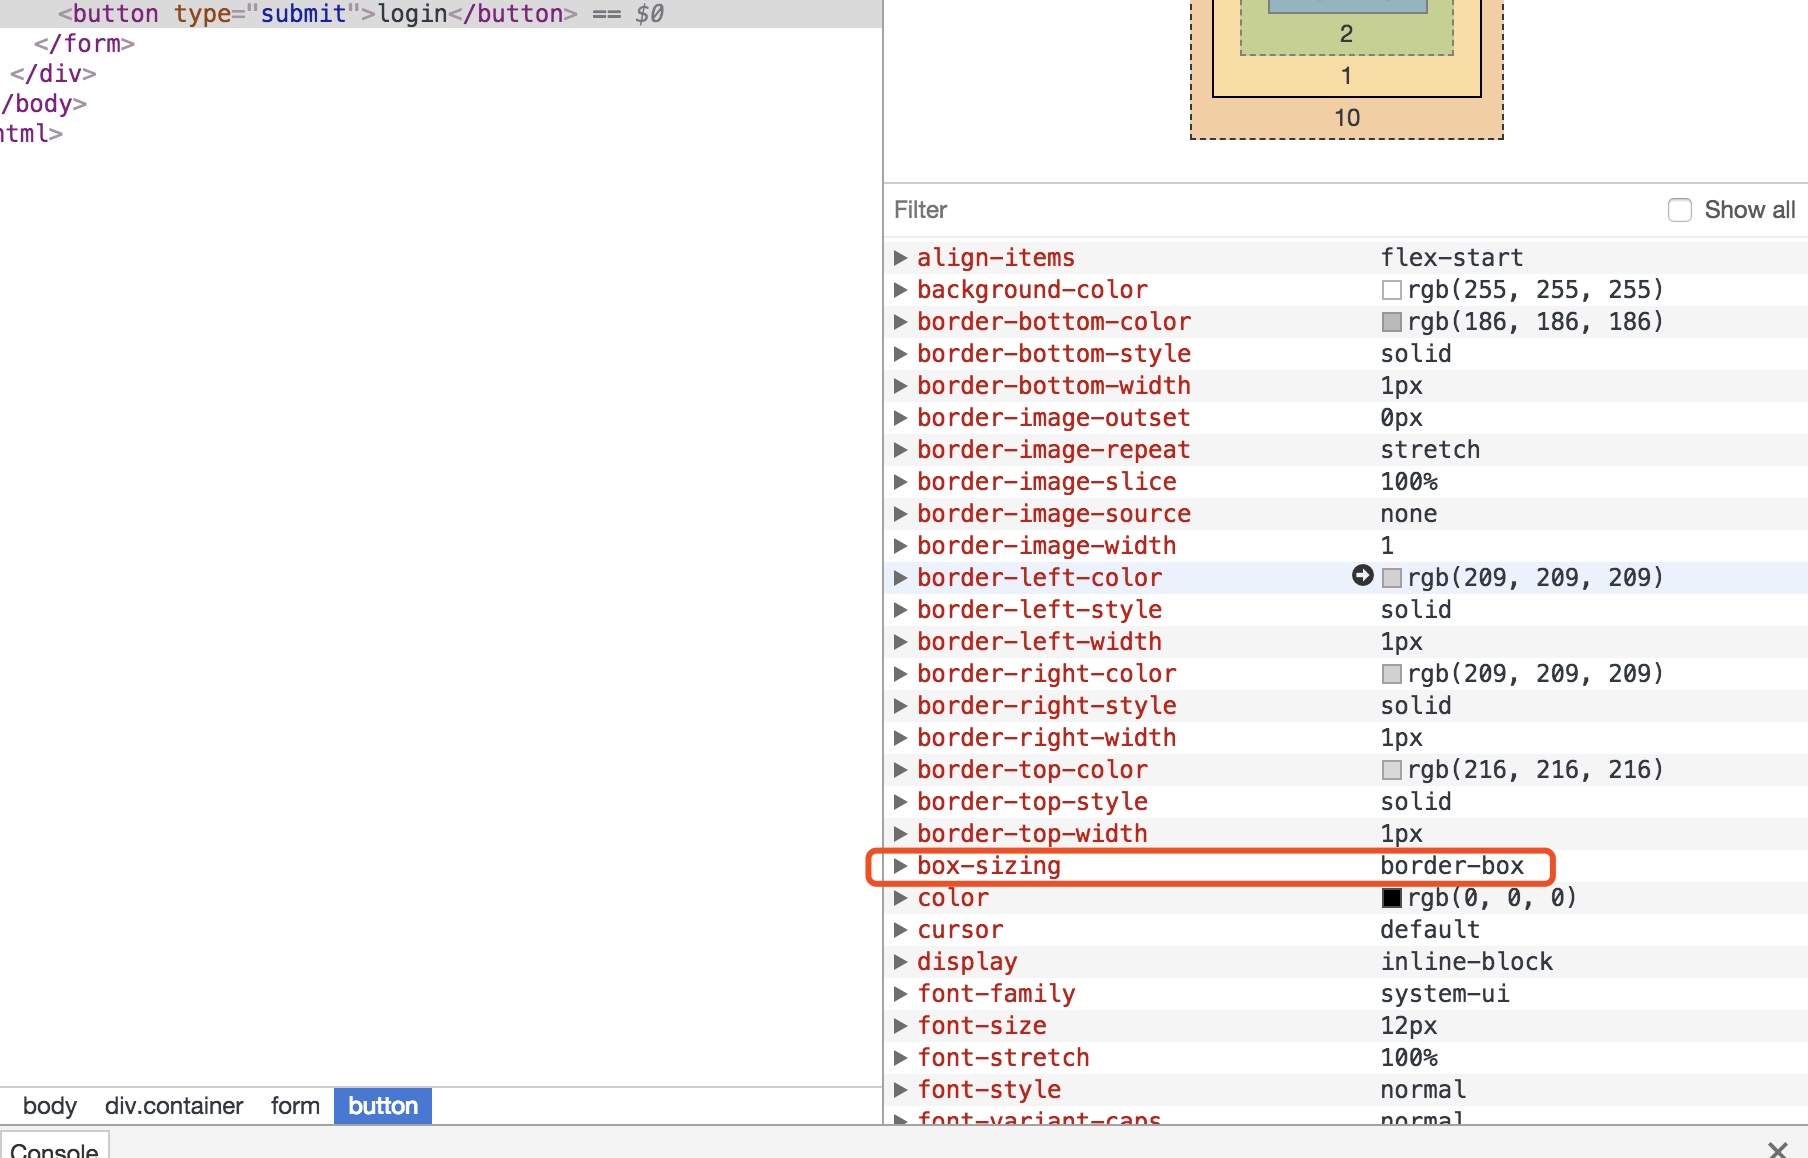 <button type="submit">login</button> == $0
</form>
</div>
/body>
html>
2
1
10
Filter
Show all
align-items flex-start
background-color rgb(255, 255, 255)
border-bottom-color rgb(186, 186, 186)
border-bottom-style solid
border-bottom-width 1px
border-image-outset 0px
border-image-repeat stretch
border-image-slice 100%
border-image-source none
border-image-width 1
border-left-color rgb(209, 209, 209)
border-left-style solid
border-left-width 1px
border-right-color rgb(209, 209, 209)
border-right-style solid
border-right-width 1px
border-top-color rgb(216, 216, 216)
border-top-style solid
border-top-width 1px
box-sizing border-box
color rgb(0, 0, 0)
cursor default
display inline-block
font-family system-ui
font-size 12px
font-stretch 100%
font-style normal
font-variant-caps normal
body div.container form button
Console